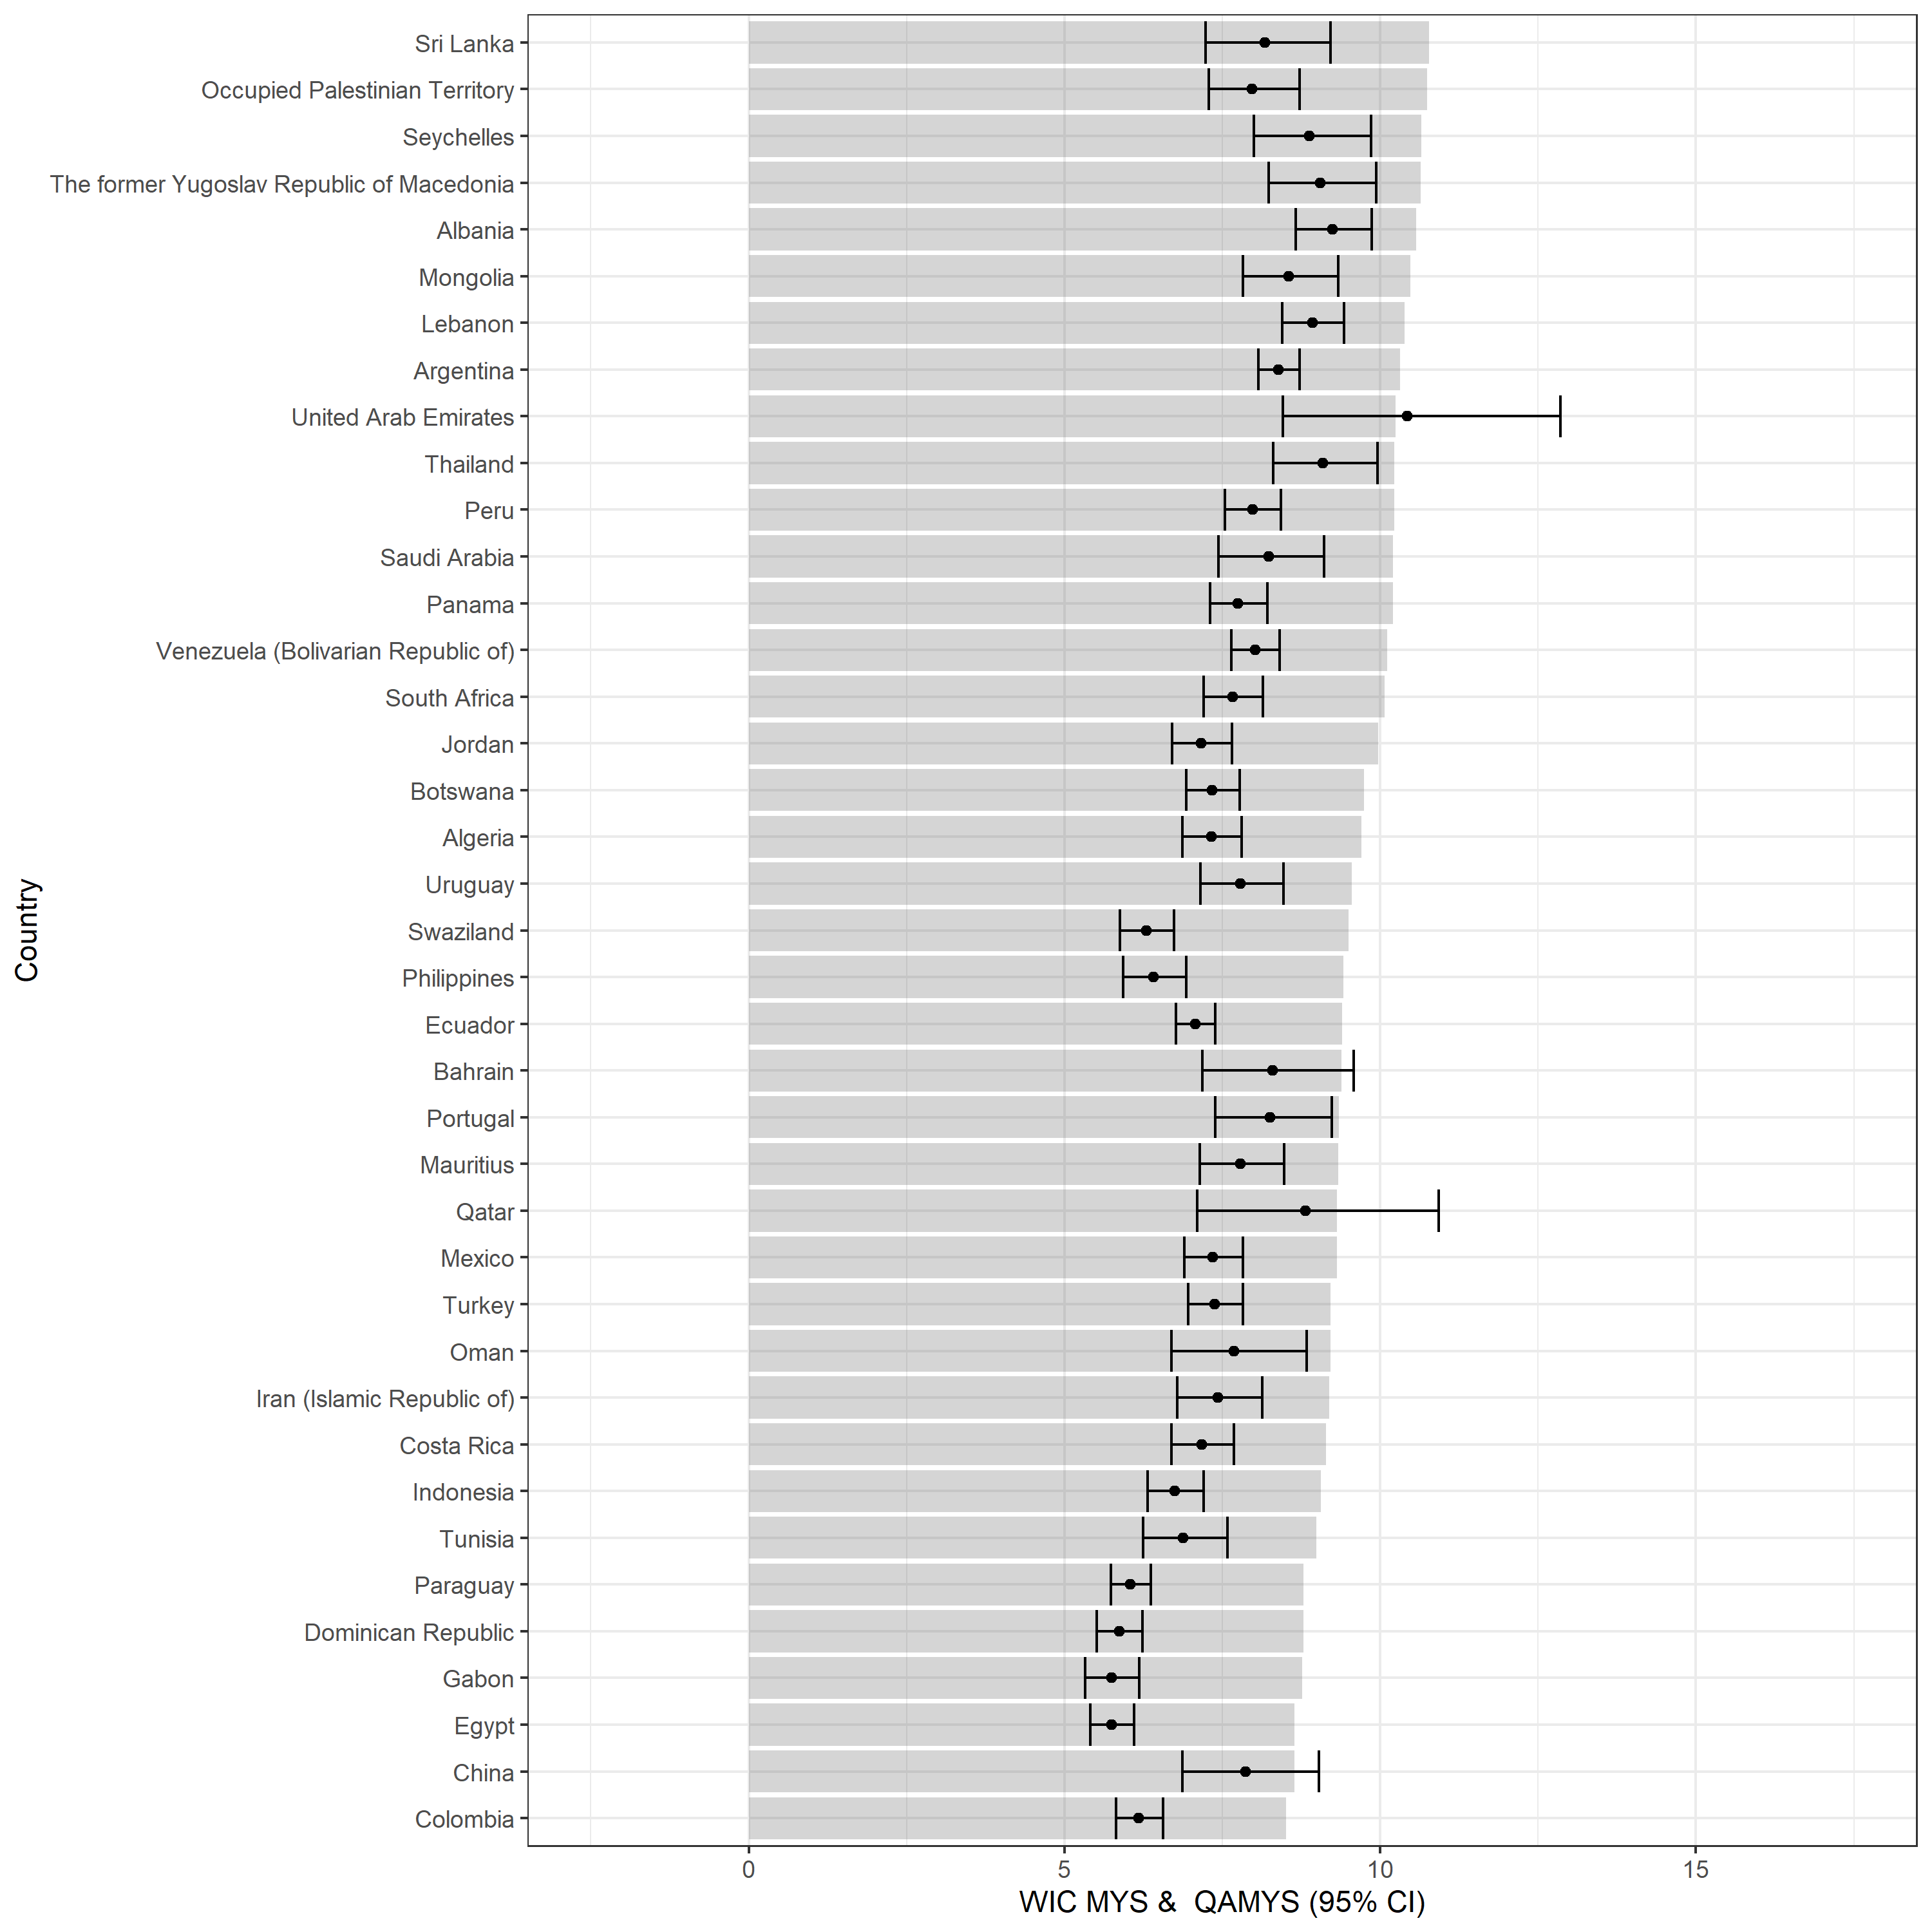 Sri Lanka
Occupied Palestinian Territory
Seychelles
The former Yugoslav Republic of Macedonia
Albania
Mongolia
Lebanon
Argentina
United Arab Emirates
Thailand
Peru
Saudi Arabia
Panama
Venezuela (Bolivarian Republic of)
South Africa
Jordan
Botswana
Algeria
Uruguay
Swaziland
Philippines
Ecuador
Bahrain
Portugal
Mauritius
Qatar
Mexico
Turkey
Oman
Iran (Islamic Republic of)
Costa Rica
Indonesia
Tunisia
Paraguay
Dominican Republic
Gabon
Egypt
China
Colombia
Country
0 5 10 15
WIC MYS &  QAMYS (95% CI)